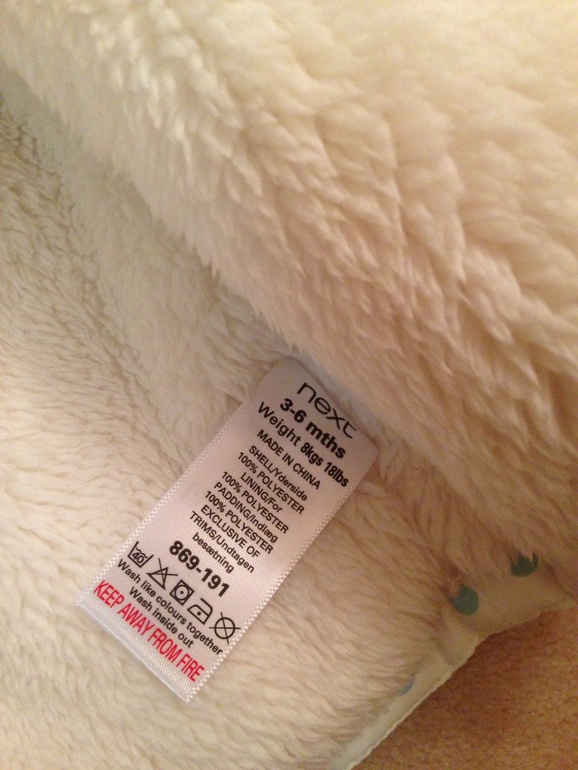 next
3-6 mths
Weight 8kgs 18lbs
MADE IN CHINA
SHELL/Yderside
100% POLYESTER
LINING/For
100% POLYESTER
PADDING/Indlæg
100% POLYESTER
EXCLUSIVE OF
TRIMS/Undtagen
besætning
869-191
40
Wash like colours together
Wash inside out
KEEP AWAY FROM FIRE